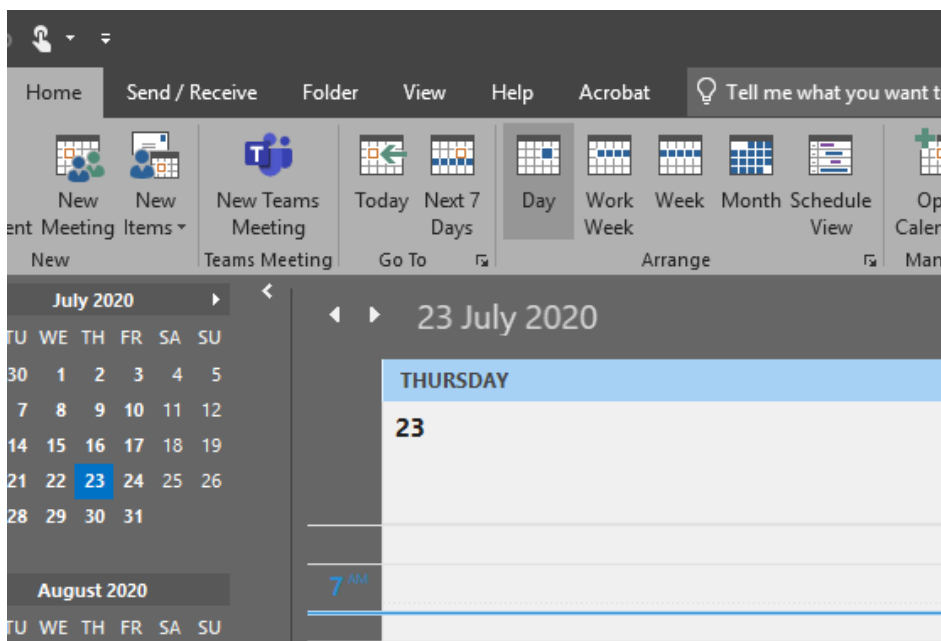 Home Send / Receive Folder View Help Acrobat Tell me what you want t
New Meeting
New Items
New Teams Meeting
Today
Next 7 Days
Day
Work Week
Week
Month
Schedule View
ent
Op
Calen
New
Teams Meeting
Go To
Arrange
Man
July 2020
TU WE TH FR SA SU
30 1 2 3 4 5
7 8 9 10 11 12
14 15 16 17 18 19
21 22 23 24 25 26
28 29 30 31
August 2020
TU WE TH FR SA SU
23 July 2020
THURSDAY
23
7 AM